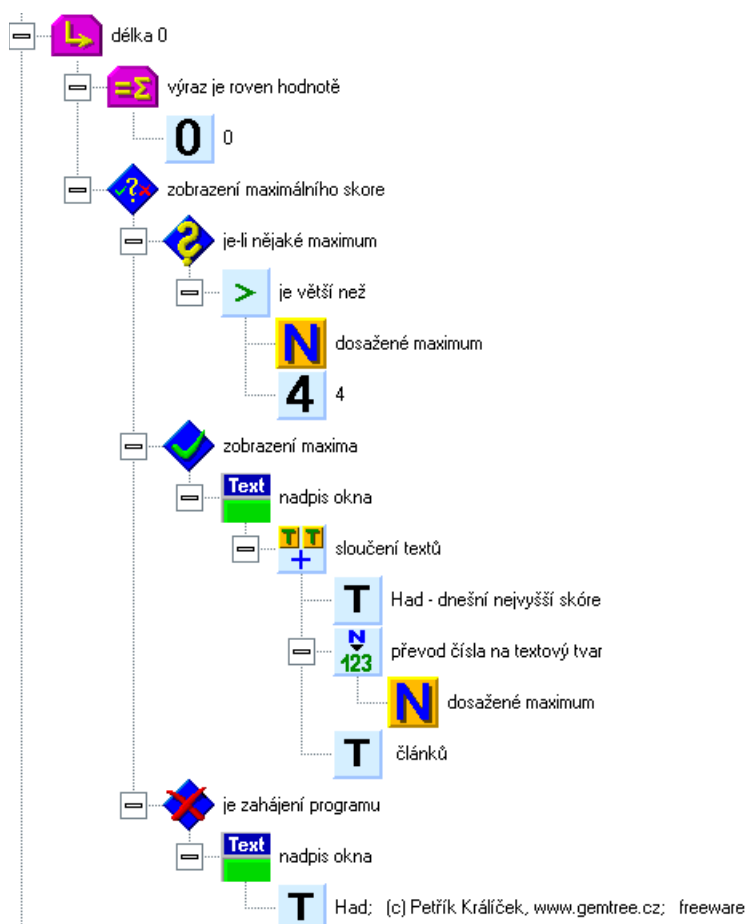 délka 0
=Σ výraz je roven hodnotě
0 0
? zobrazení maximálního skore
? je-li nějaké maximum
> je větší než
N dosažené maximum
4 4
zobrazení maxima
Text nadpis okna
T T + sloučení textů
T Had - dnešní nejvyšší skóre
N 123 převod čísla na textový tvar
N dosažené maximum
T článků
je zahájení programu
Text nadpis okna
T Had; (c) Petřík Králíček, www.gemtree.cz; freeware